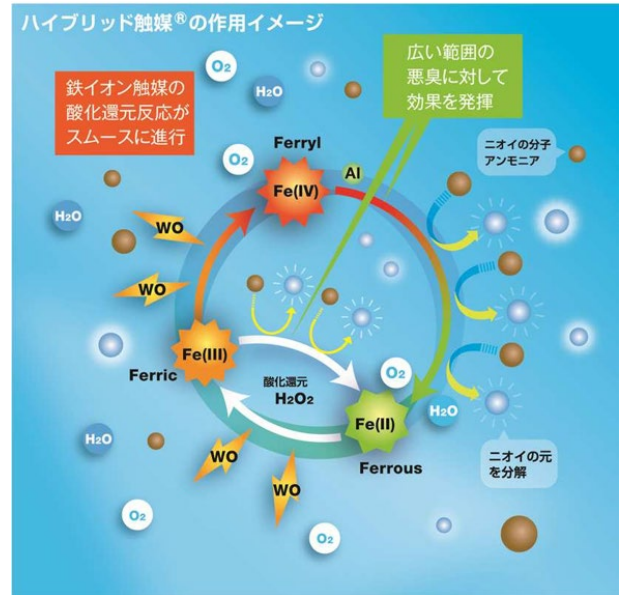 ハイブリッド触媒®の作用イメージ
鉄イオン触媒の
酸化還元反応が
スムースに進行
広い範囲の
悪臭に対して
効果を発揮
O2
H2O
O2
Ferryl
Fe(IV)
Al
ニオイの分子
アンモニア
H2O
WO
WO
Fe(III)
Ferric
酸化還元
H2O2
O2
Fe(II)
H2O
Ferrous
H2O
WO
WO
ニオイの元
を分解
O2
O2